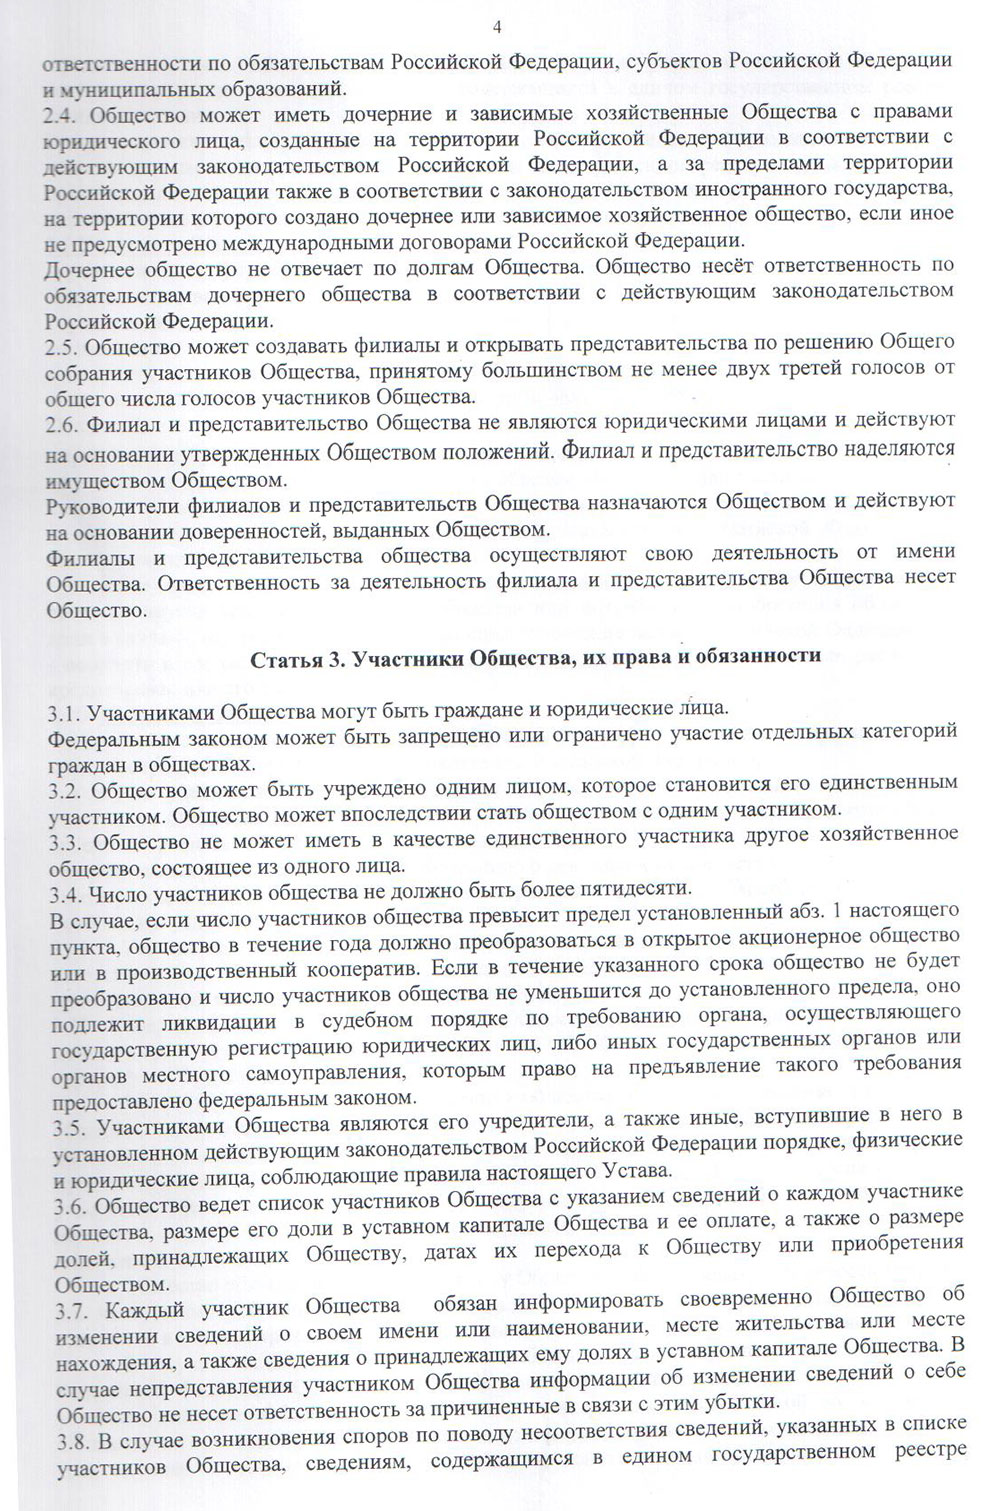 4
ответственности по обязательствам Российской Федерации, субъектов Российской Федерации
и муниципальных образований.
2.4. Общество может иметь дочерние и зависимые хозяйственные Общества с правами
юридического лица, созданные на территории Российской Федерации в соответствии с
действующим законодательством Российской Федерации, а за пределами территории
Российской Федерации также в соответствии с законодательством иностранного государства,
на территории которого создано дочернее или зависимое хозяйственное общество, если иное
не предусмотрено международными договорами Российской Федерации.
Дочернее общество не отвечает по долгам Общества. Общество несёт ответственность по
обязательствам дочернего общества в соответствии с действующим законодательством
Российской Федерации.
2.5. Общество может создавать филиалы и открывать представительства по решению Общего
собрания участников Общества, принятому большинством не менее двух третей голосов от
общего числа голосов участников Общества.
2.6. Филиал и представительство Общества не являются юридическими лицами и действуют
на основании утвержденных Обществом положений. Филиал и представительство наделяются
имуществом Обществом.
Руководители филиалов и представительств Общества назначаются Обществом и действуют
на основании доверенностей, выданных Обществом.
Филиалы и представительства общества осуществляют свою деятельность от имени
Общества. Ответственность за деятельность филиала и представительства Общества несет
Общество.
Статья 3. Участники Общества, их права и обязанности
3.1. Участниками Общества могут быть граждане и юридические лица.
Федеральным законом может быть запрещено или ограничено участие отдельных категорий
граждан в обществах.
3.2. Общество может быть учреждено одним лицом, которое становится его единственным
участником. Общество может впоследствии стать обществом с одним участником.
3.3. Общество не может иметь в качестве единственного участника другое хозяйственное
общество, состоящее из одного лица.
3.4. Число участников общества не должно быть более пятидесяти.
В случае, если число участников общества превысит предел установленный абз. 1 настоящего
пункта, общество в течение года должно преобразоваться в открытое акционерное общество
или в производственный кооператив. Если в течение указанного срока общество не будет
преобразовано и число участников общества не уменьшится до установленного предела, оно
подлежит ликвидации в судебном порядке по требованию органа, осуществляющего
государственную регистрацию юридических лиц, либо иных государственных органов или
органов местного самоуправления, которым право на предъявление такого требования
предоставлено федеральным законом.
3.5. Участниками Общества являются его учредители, а также иные, вступившие в него в
установленном действующим законодательством Российской Федерации порядке, физические
и юридические лица, соблюдающие правила настоящего Устава.
3.6. Общество ведет список участников Общества с указанием сведений о каждом участнике
Общества, размере его доли в уставном капитале Общества и ее оплате, а также о размере
долей, принадлежащих Обществу, датах их перехода к Обществу или приобретения
Обществом.
3.7. Каждый участник Общества обязан информировать своевременно Общество об
изменении сведений о своем имени или наименовании, месте жительства или месте
нахождения, а также сведения о принадлежащих ему долях в уставном капитале Общества. В
случае непредставления участником Общества информации об изменении сведений о себе
Общество не несет ответственность за причиненные в связи с этим убытки.
3.8. В случае возникновения споров по поводу несоответствия сведений, указанных в списке
участников Общества, сведениям, содержащимся в едином государственном реестре